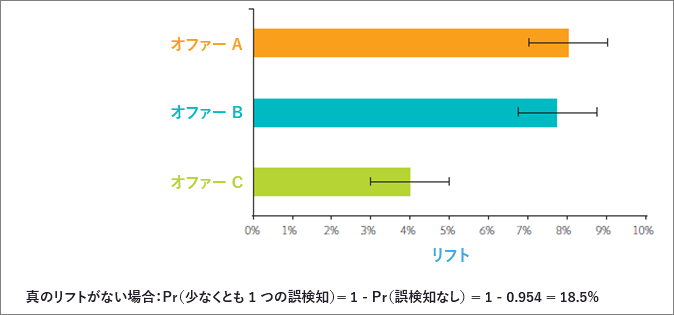 オファー A
オファー B
オファー C
0% 1% 2% 3% 4% 5% 6% 7% 8% 9% 10%
リフト
真のリフトがない場合：Pr（少なくとも 1 つの誤検知）= 1 - Pr（誤検知なし） = 1 - 0.954 = 18.5%